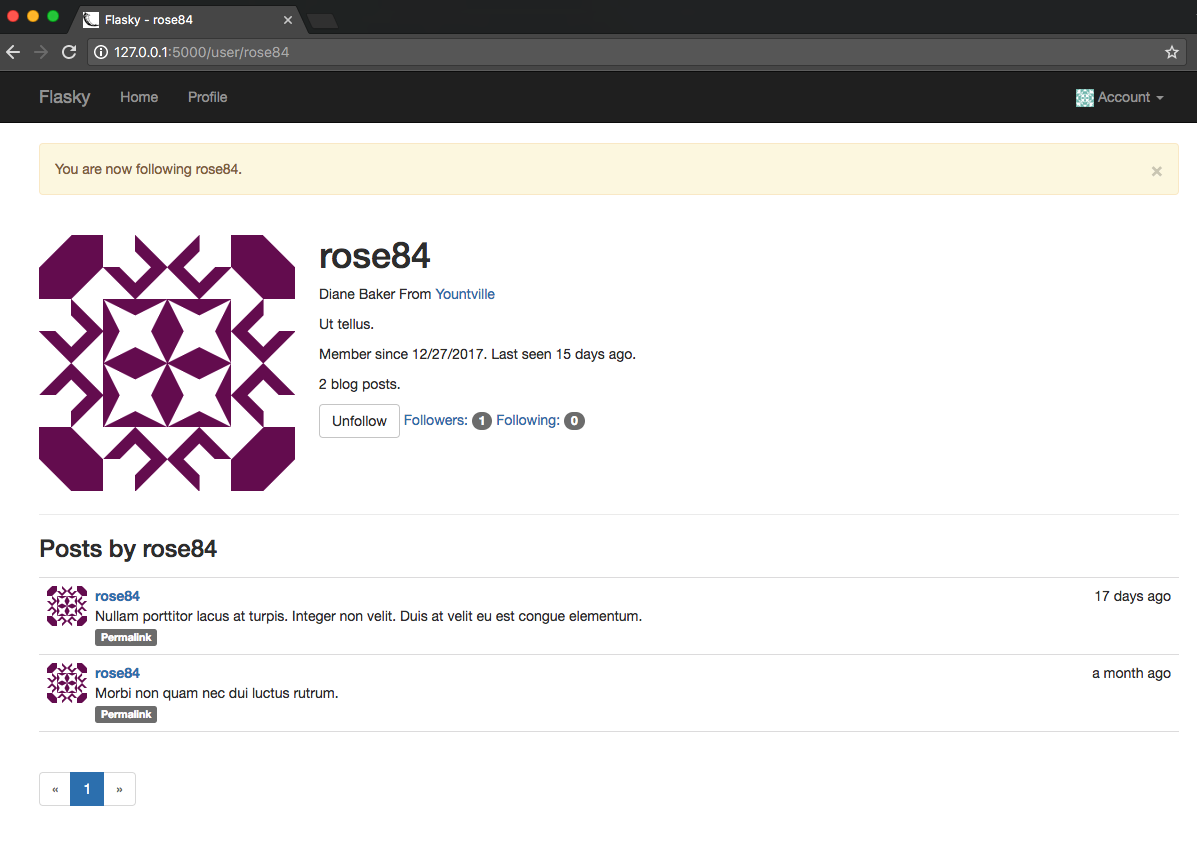 Flasky - rose84
127.0.0.1:5000/user/rose84
Flasky Home Profile Account
You are now following rose84. ×
rose84
Diane Baker From Yountville
Ut tellus.
Member since 12/27/2017. Last seen 15 days ago.
2 blog posts.
Unfollow Followers: 1 Following: 0
Posts by rose84
rose84 17 days ago
Nullam porttitor lacus at turpis. Integer non velit. Duis at velit eu est congue elementum.
Permalink
rose84 a month ago
Morbi non quam nec dui luctus rutrum.
Permalink
« 1 »